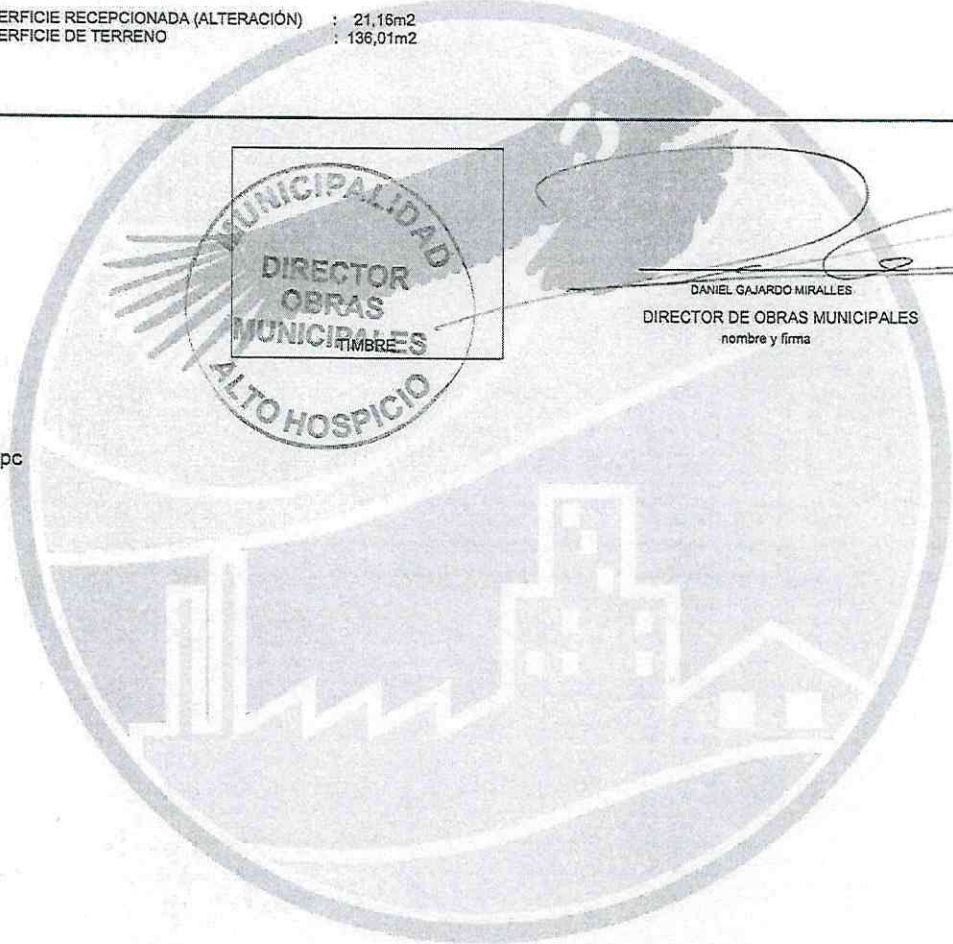 ERFICIE RECEPCIONADA (ALTERACIÓN) : 21,16m2
ERFICIE DE TERRENO : 136,01m2
MUNICIPALIDAD
DIRECTOR
OBRAS
MUNICIPALES
TIMBRE
ALTO HOSPICIO
DANIEL GAJARDO MIRALLES
DIRECTOR DE OBRAS MUNICIPALES
nombre y firma
pc